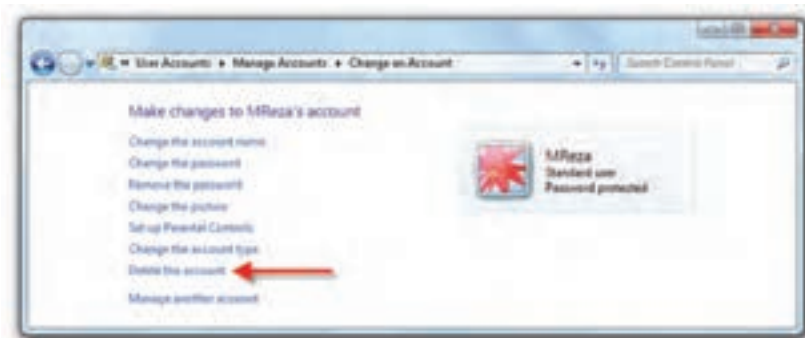 User Accounts ▸ Manage Accounts ▸ Change an Account
Search Control Panel
Make changes to MReza's account
Change the account name
Change the password
Remove the password
Change the picture
Set up Parental Controls
Change the account type
Delete the account
Manage another account
MReza
Standard user
Password protected